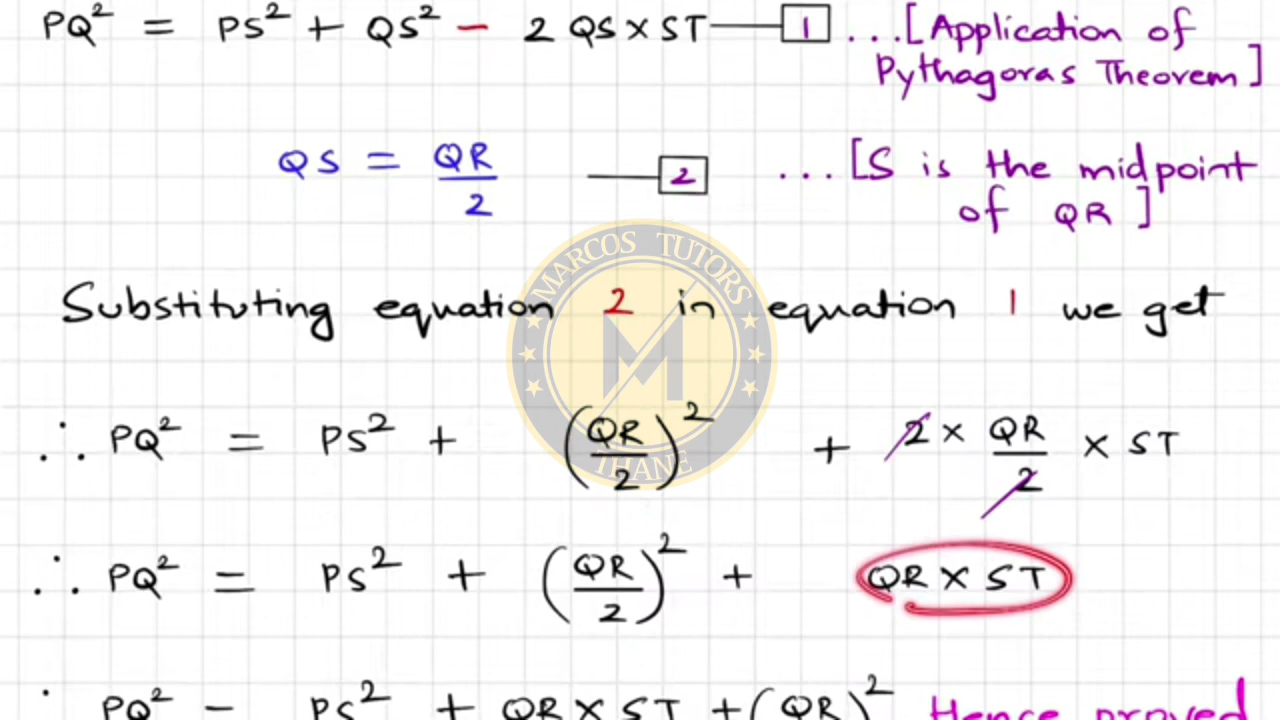 PQ² = PS² + QS² - 2 QS × ST — 1 ...[Application of
Pythagoras Theorem]
QS = QR/2 — 2 ...[S is the midpoint
of QR]
MARCOS TUTORS
Substituting equation 2 in equation 1 we get
∴ PQ² = PS² + (QR/2)² + 2 × QR/2 × ST
THANE
∴ PQ² = PS² + (QR/2)² + QR × ST
PQ² = PS² + QR × ST + (QR)² Hence proved